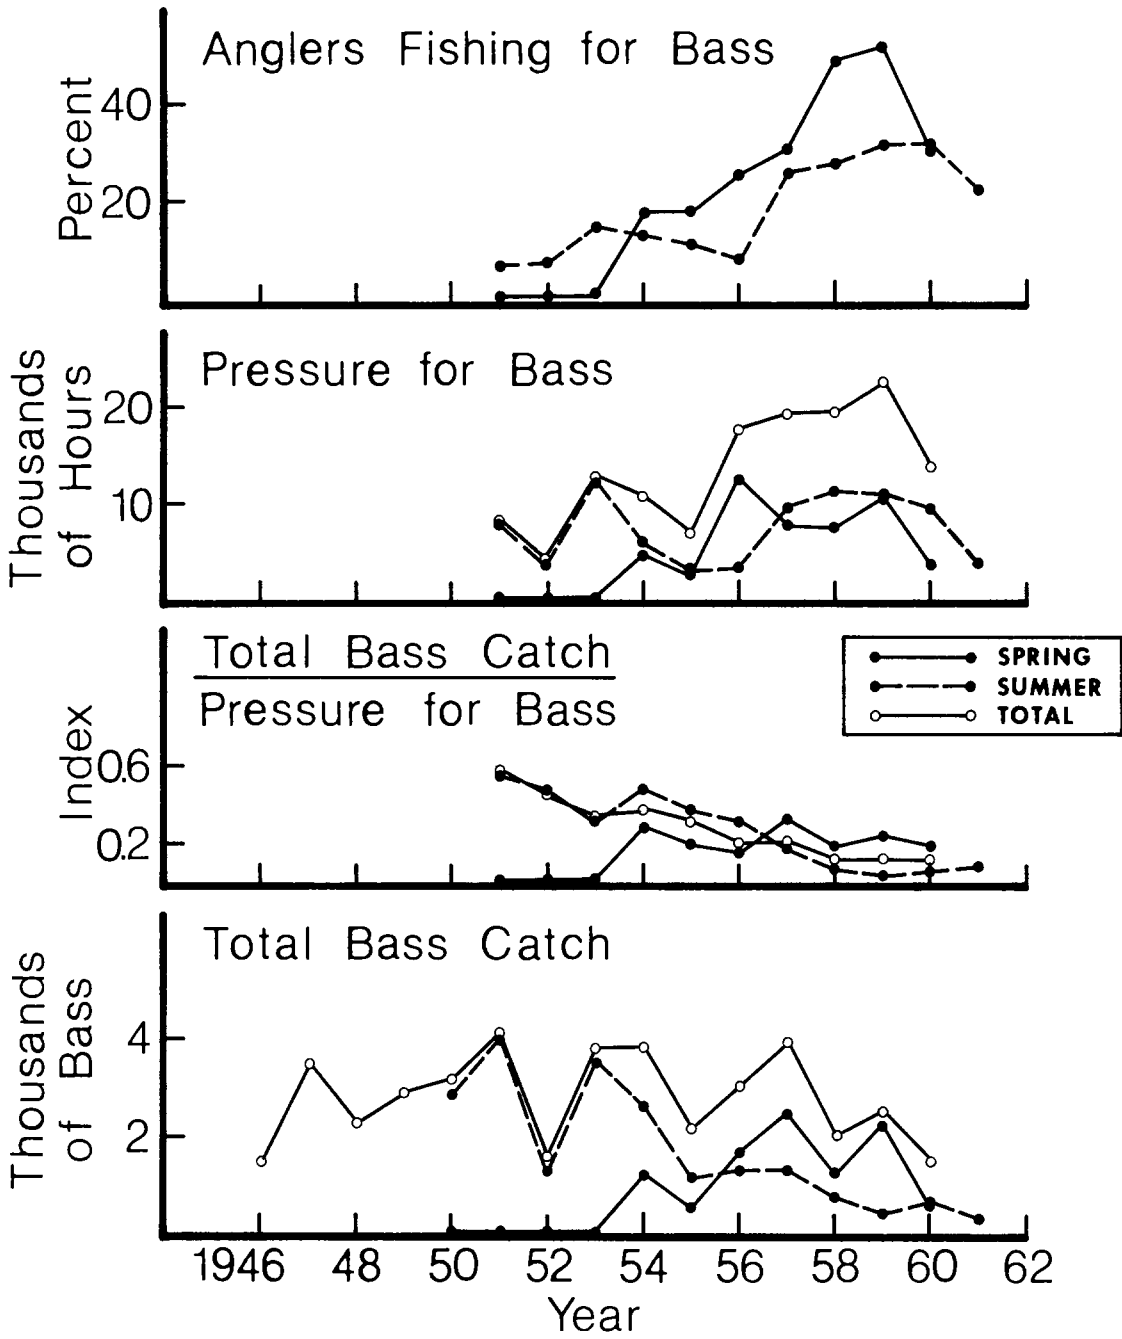 Anglers Fishing for Bass
Percent
40
20
Pressure for Bass
Thousands
of Hours
20
10
Total Bass Catch
Pressure for Bass
SPRING
SUMMER
TOTAL
Index
0.6
0.2
Total Bass Catch
Thousands
of Bass
4
2
1946 48 50 52 54 56 58 60 62
Year